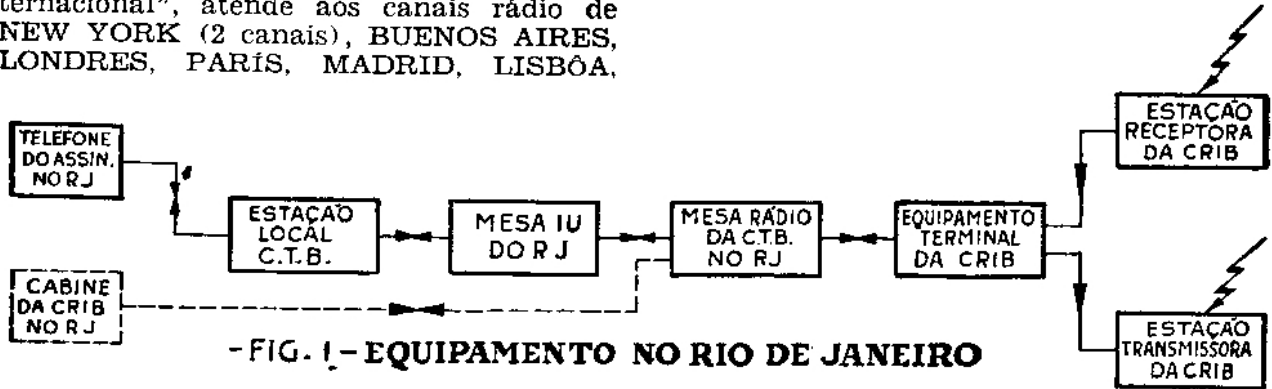 ternacional", atende aos canais rádio de
NEW YORK (2 canais), BUENOS AIRES,
LONDRES, PARÍS, MADRID, LISBÔA,
TELEFONE
DO ASSIN.
NO RJ
ESTAÇÃO
LOCAL
C.T.B.
MESA IU
DO RJ
MESA RÁDIO
DA C.T.B.
NO RJ
EQUIPAMENTO
TERMINAL
DA CRIB
ESTAÇÃO
RECEPTORA
DA CRIB
CABINE
DA CRIB
NO RJ
ESTAÇÃO
TRANSMISSORA
DA CRIB
-FIG. 1-EQUIPAMENTO NO RIO DE JANEIRO